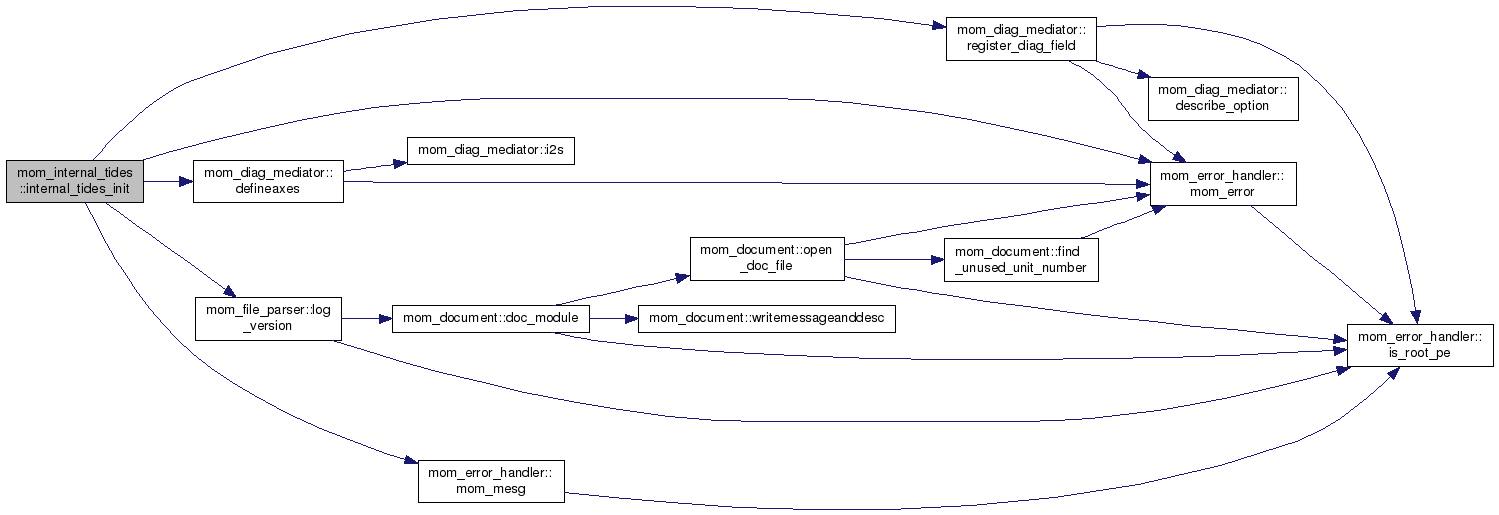 mom_internal_tides
::internal_tides_init
mom_diag_mediator::
register_diag_field
mom_diag_mediator::
describe_option
mom_diag_mediator::i2s
mom_diag_mediator::
defineaxes
mom_error_handler::
mom_error
mom_document::open
_doc_file
mom_document::find
_unused_unit_number
mom_file_parser::log
_version
mom_document::doc_module
mom_document::writemessageanddesc
mom_error_handler::
is_root_pe
mom_error_handler::
mom_mesg